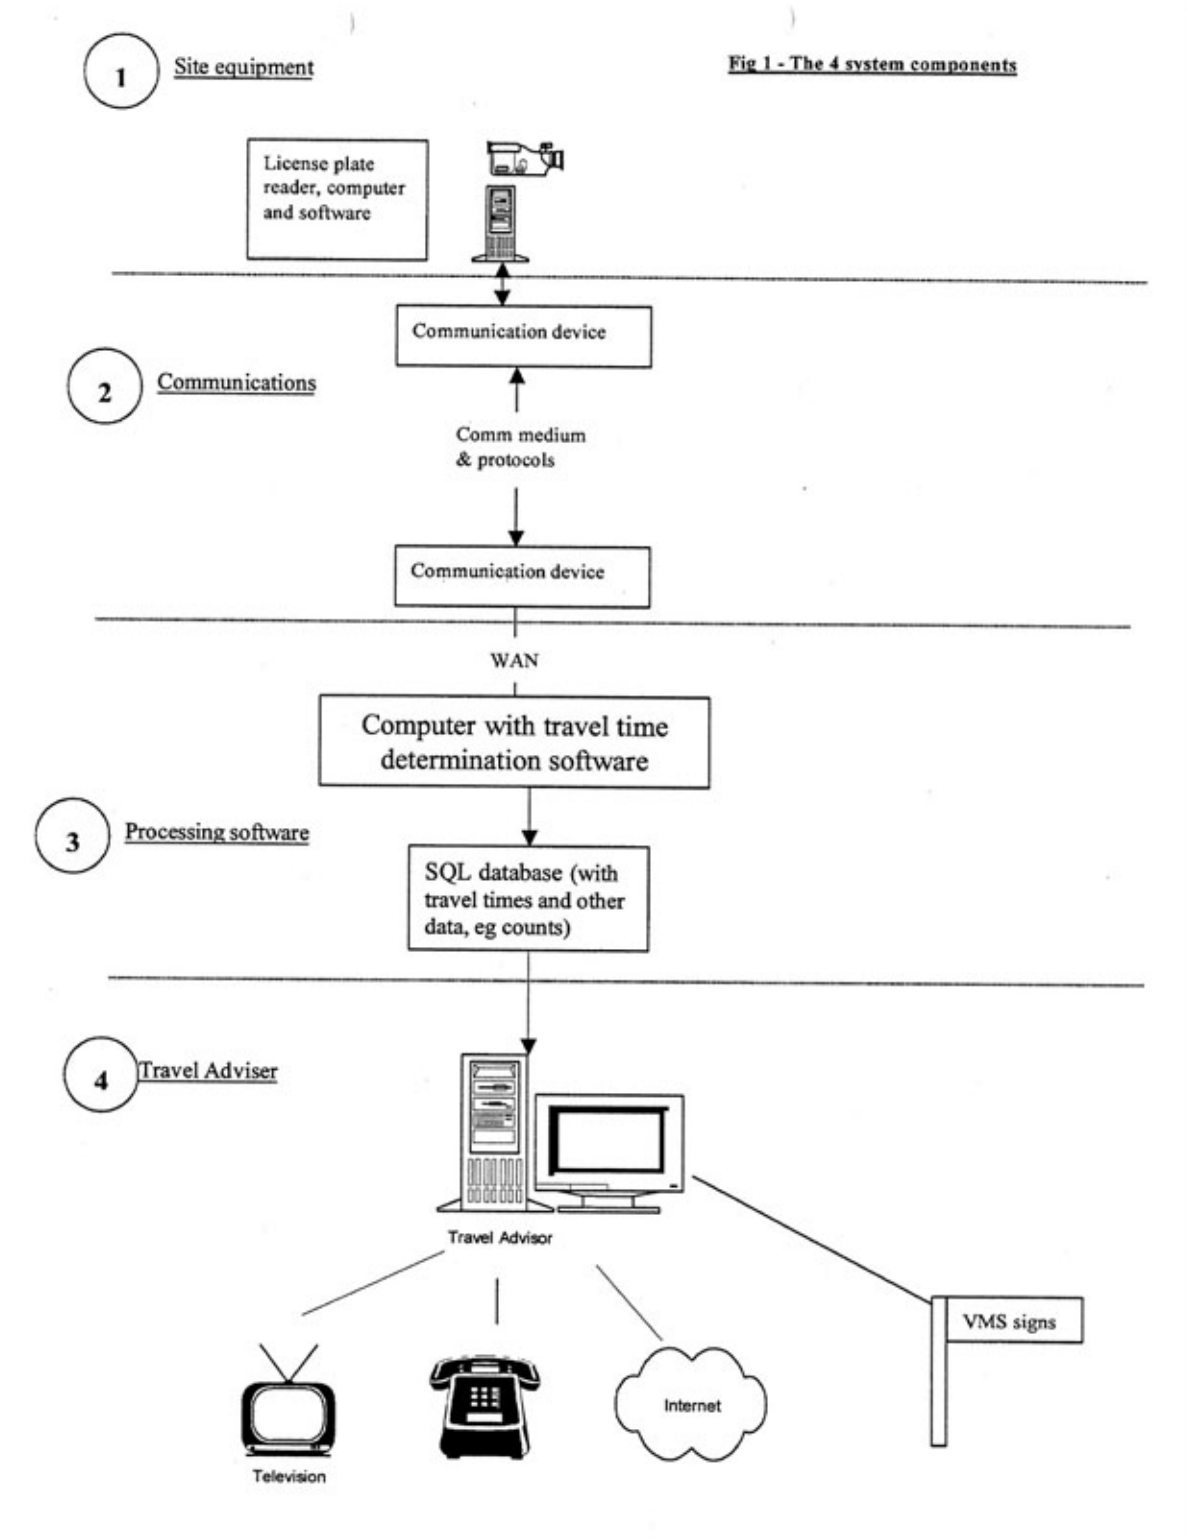 1 Site equipment
Fig 1 - The 4 system components
License plate
reader, computer
and software
Communication device
2 Communications
Comm medium
& protocols
Communication device
WAN
Computer with travel time
determination software
3 Processing software
SQL database (with
travel times and other
data, eg counts)
4 Travel Adviser
Travel Advisor
VMS signs
Internet
Television